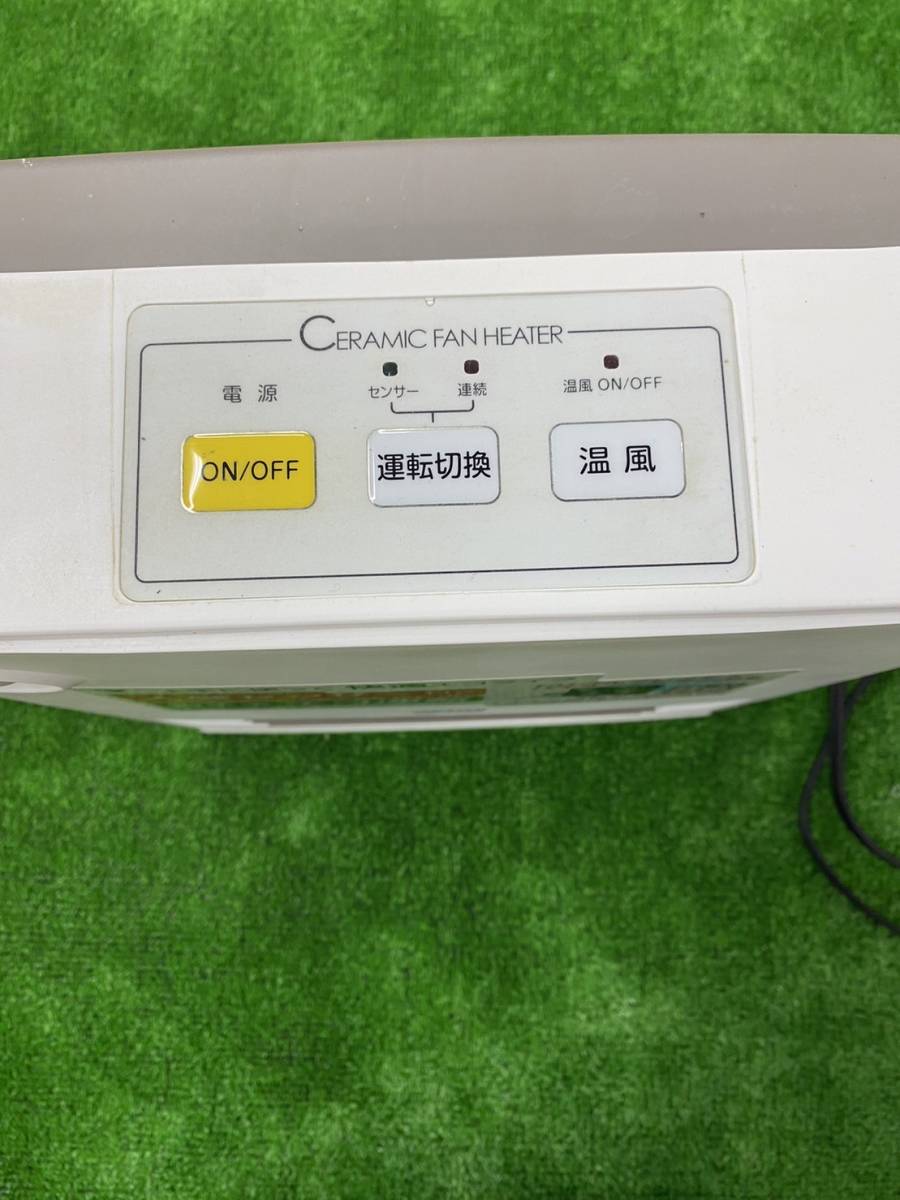 CERAMIC FAN HEATER
電源
センサー
連続
温風 ON/OFF
ON/OFF
運転切換
温風